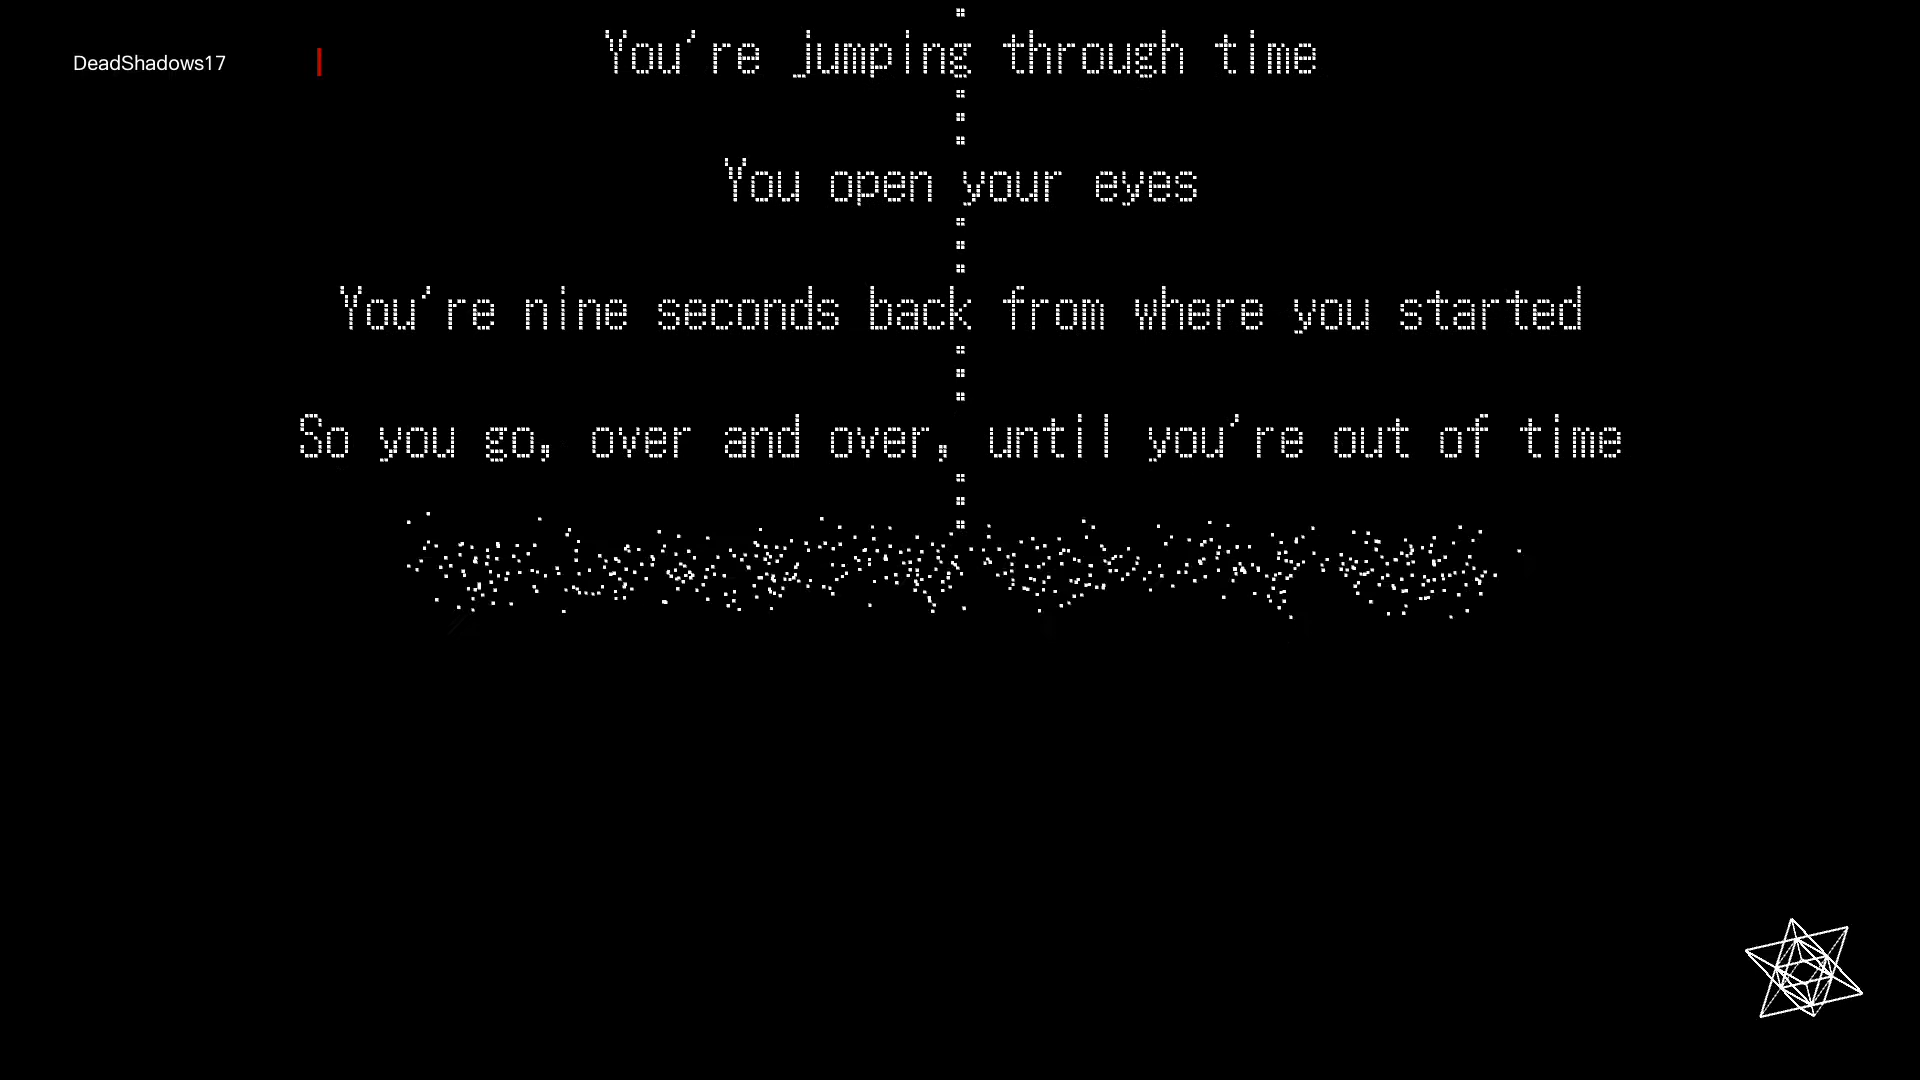 DeadShadows17
You're jumping through time
You open your eyes
You're nine seconds back from where you started
So you go, over and over, until you're out of time